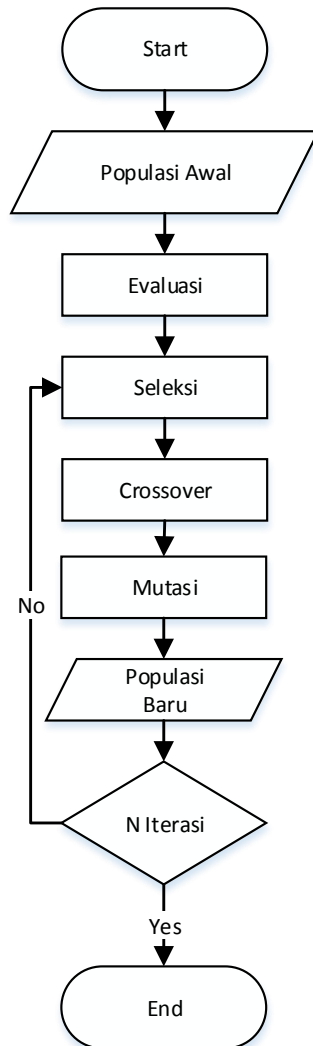 Start
Populasi Awal
Evaluasi
Seleksi
Crossover
Mutasi
No
Populasi
Baru
N Iterasi
Yes
End